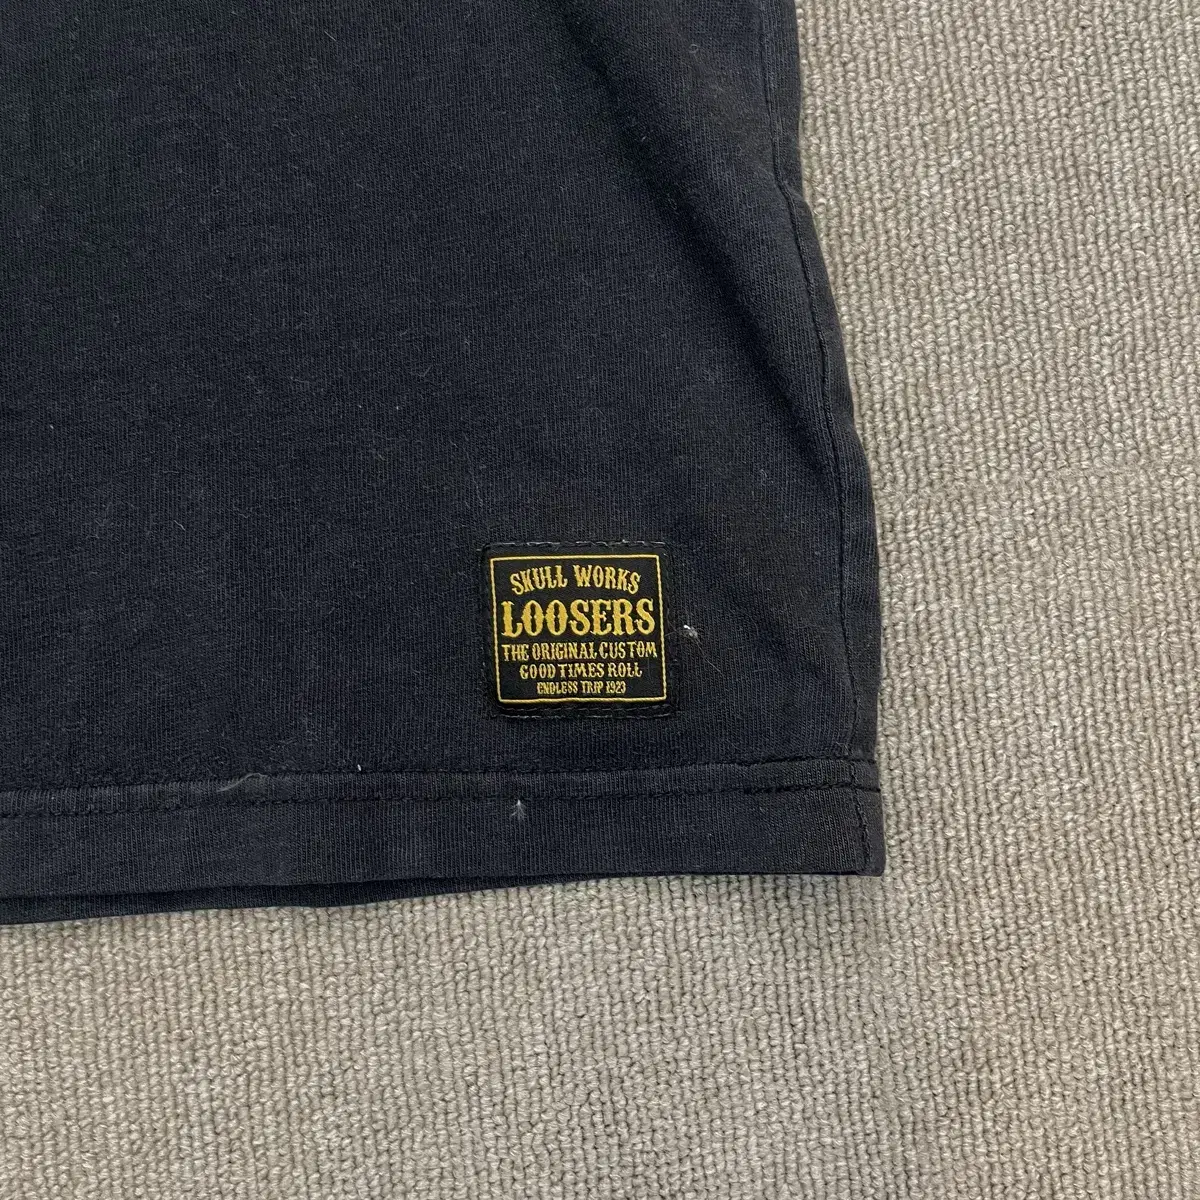 SKULL WORKS
LOOSERS
THE ORIGINAL CUSTOM
GOOD TIMES ROLL
ENDLESS TRIP 1923